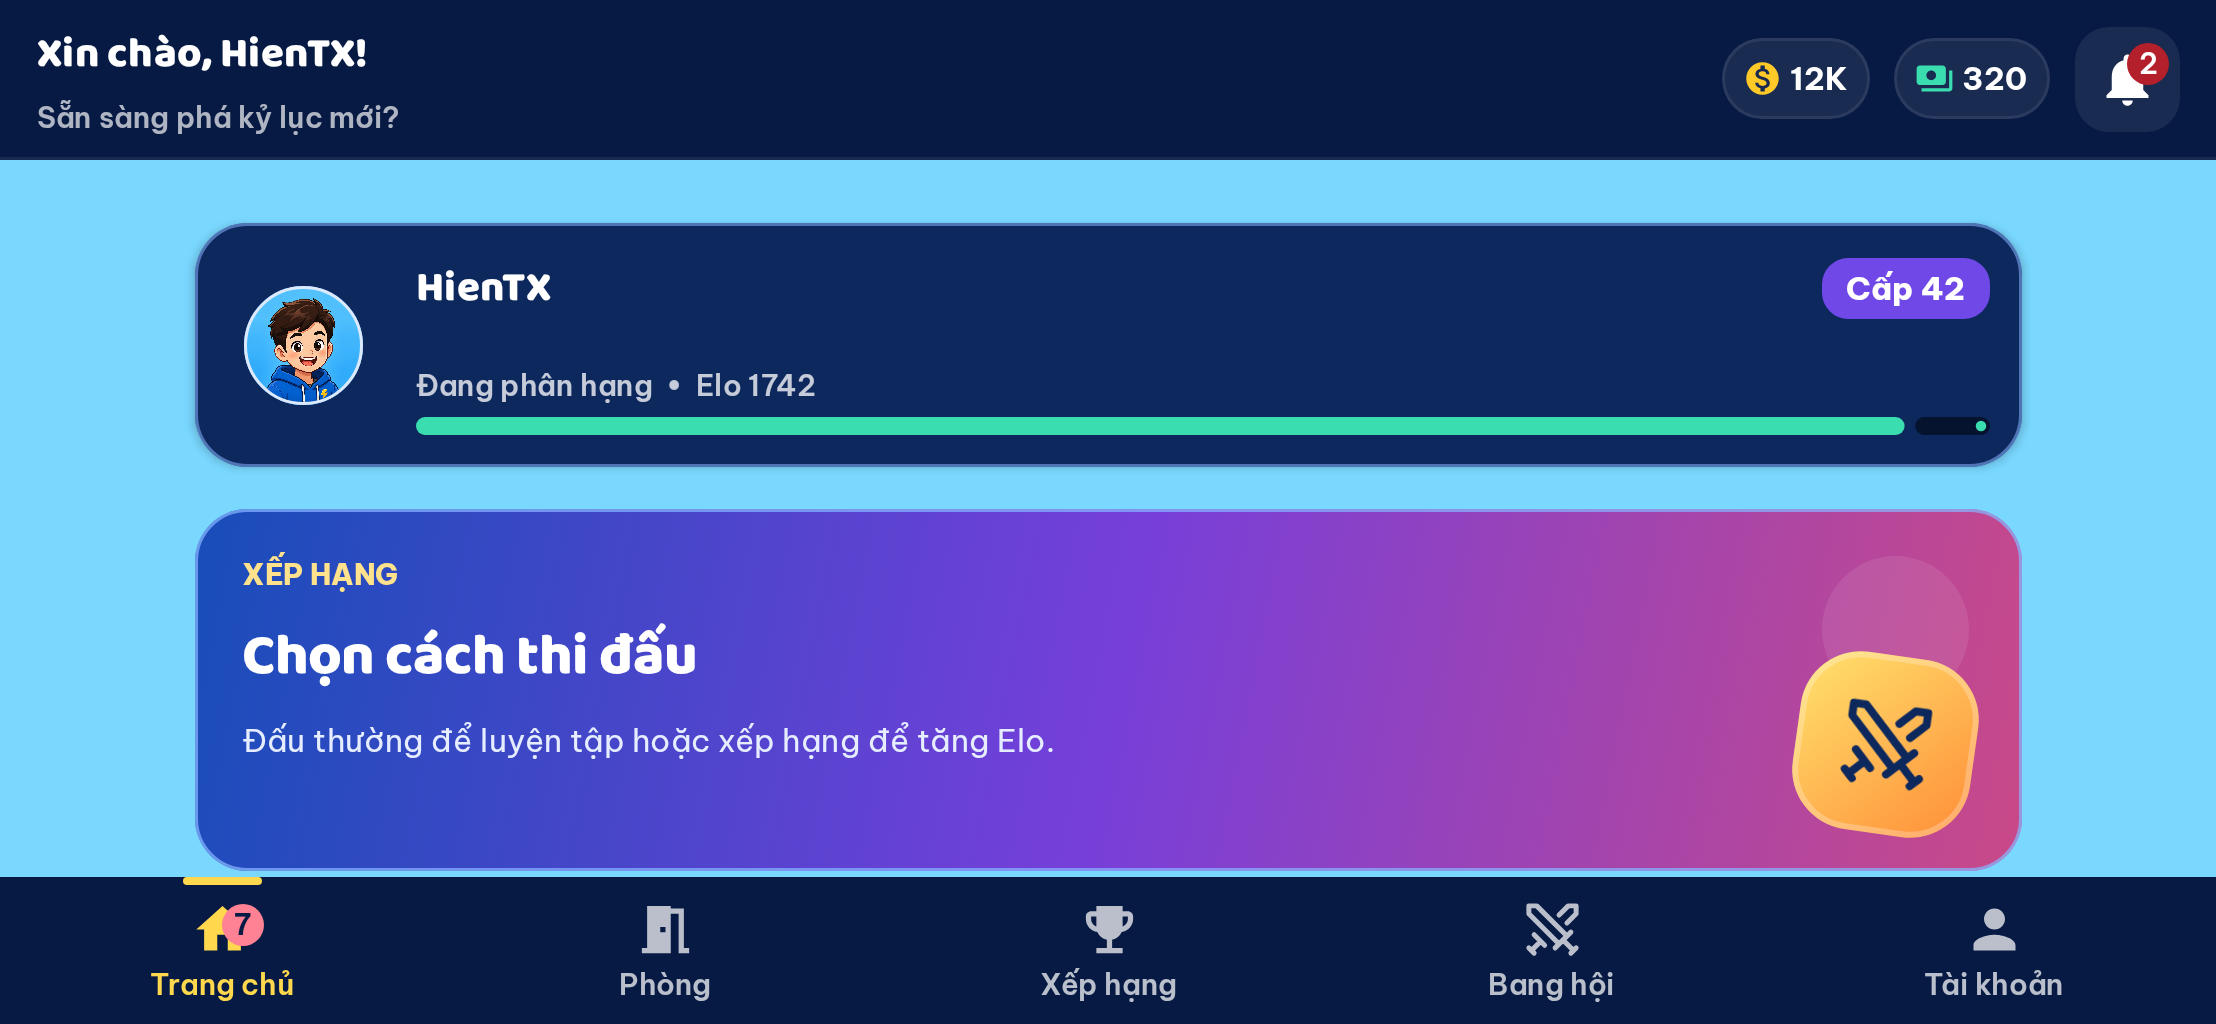 Xin chào, HienTX!
Sẵn sàng phá kỷ lục mới?
12K
320
2
HienTX
Cấp 42
Đang phân hạng • Elo 1742
XẾP HẠNG
Chọn cách thi đấu
Đấu thường để luyện tập hoặc xếp hạng để tăng Elo.
7
Trang chủ
Phòng
Xếp hạng
Bang hội
Tài khoản